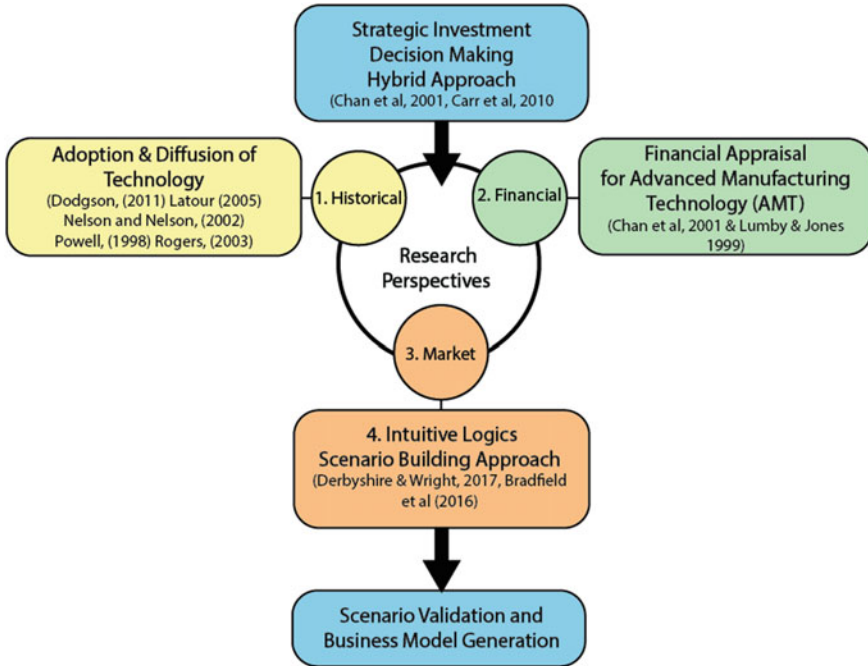 Strategic Investment
Decision Making
Hybrid Approach
(Chan et al, 2001, Carr et al, 2010
Adoption & Diffusion of
Technology
(Dodgson, (2011) Latour (2005)
Nelson and Nelson, (2002)
Powell, (1998) Rogers, (2003)
1. Historical
2. Financial
Financial Appraisal
for Advanced Manufacturing
Technology (AMT)
(Chan et al, 2001 & Lumby & Jones
1999)
Research
Perspectives
3. Market
4. Intuitive Logics
Scenario Building Approach
(Derbyshire & Wright, 2017, Bradfield
et al (2016)
Scenario Validation and
Business Model Generation